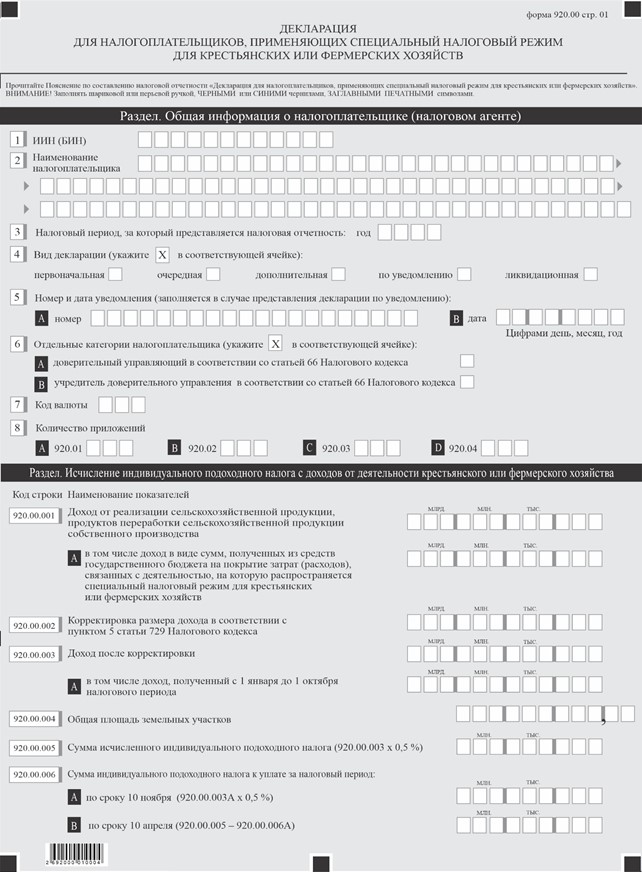 форма 920.00 стр. 01
ДЕКЛАРАЦИЯ
ДЛЯ НАЛОГОПЛАТЕЛЬЩИКОВ, ПРИМЕНЯЮЩИХ СПЕЦИАЛЬНЫЙ НАЛОГОВЫЙ РЕЖИМ
ДЛЯ КРЕСТЬЯНСКИХ ИЛИ ФЕРМЕРСКИХ ХОЗЯЙСТВ
Прочитайте Пояснение по составлению налоговой отчетности «Декларация для налогоплательщиков, применяющих специальный налоговый режим для крестьянских или фермерских хозяйств».
ВНИМАНИЕ! Заполнять шариковой или перьевой ручкой, ЧЕРНЫМИ или СИНИМИ чернилами, ЗАГЛАВНЫМИ ПЕЧАТНЫМИ символами
Раздел. Общая информация о налогоплательщике (налоговом агенте)
1 ИИН (БИН)
2 Наименование
налогоплательщика
3 Налоговый период, за который представляется налоговая отчетность: год
4 Вид декларации (укажите X в соответствующей ячейке):
первоначальная очередная дополнительная по уведомлению ликвидационная
5 Номер и дата уведомления (заполняется в случае представления декларации по уведомлению):
A номер B дата
Цифрами день, месяц, год
6 Отдельные категории налогоплательщика (укажите X в соответствующей ячейке):
A доверительный управляющий в соответствии со статьей 66 Налогового кодекса
B учредитель доверительного управления в соответствии со статьей 66 Налогового кодекса
7 Код валюты
8 Количество приложений
A 920.01 B 920.02 C 920.03 D 920.04
Раздел. Исчисление индивидуального подоходного налога с доходов от деятельности крестьянского или фермерского хозяйства
Код строки Наименование показателей
920.00.001 Доход от реализации сельскохозяйственной продукции, МЛРД. МЛН. ТЫС.
продуктов переработки сельскохозяйственной продукции
собственного производства
A в том числе доход в виде сумм, полученных из средств МЛРД. МЛН. ТЫС.
государственного бюджета на покрытие затрат (расходов),
связанных с деятельностью, на которую распространяется
специальный налоговый режим для крестьянских
или фермерских хозяйств
920.00.002 Корректировка размера дохода в соответствии с МЛРД. МЛН. ТЫС.
пунктом 5 статьи 729 Налогового кодекса
920.00.003 Доход после корректировки МЛРД. МЛН. ТЫС.
A в том числе доход, полученный с 1 января до 1 октября МЛРД. МЛН. ТЫС.
налогового периода
920.00.004 Общая площадь земельных участков ,
920.00.005 Сумма исчисленного индивидуального подоходного налога (920.00.003 х 0,5 %) МЛН. ТЫС.
920.00.006 Сумма индивидуального подоходного налога к уплате за налоговый период:
A по сроку 10 ноября (920.00.003А х 0,5 %) МЛН. ТЫС.
B по сроку 10 апреля (920.00.005 – 920.00.006А) МЛН. ТЫС.
2692000010004